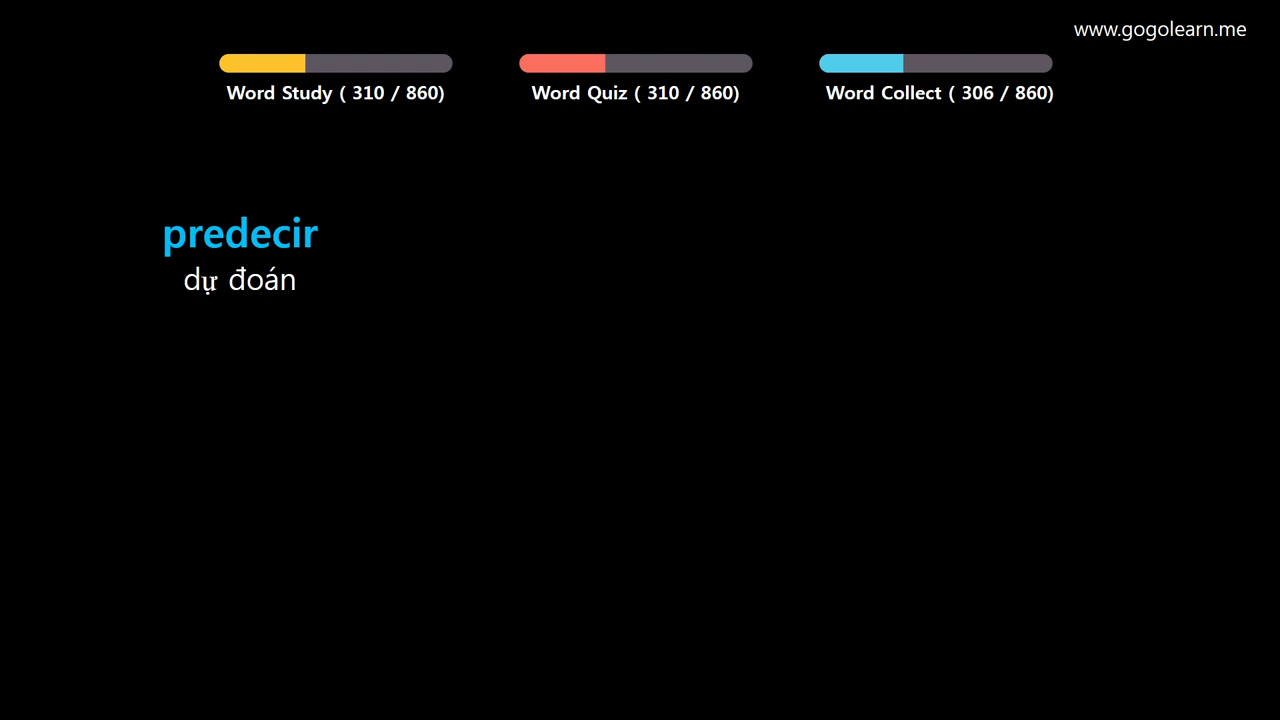 www.gogolearn.me
Word Study ( 310 / 860)
Word Quiz ( 310 / 860)
Word Collect ( 306 / 860)
predecir
dự đoán